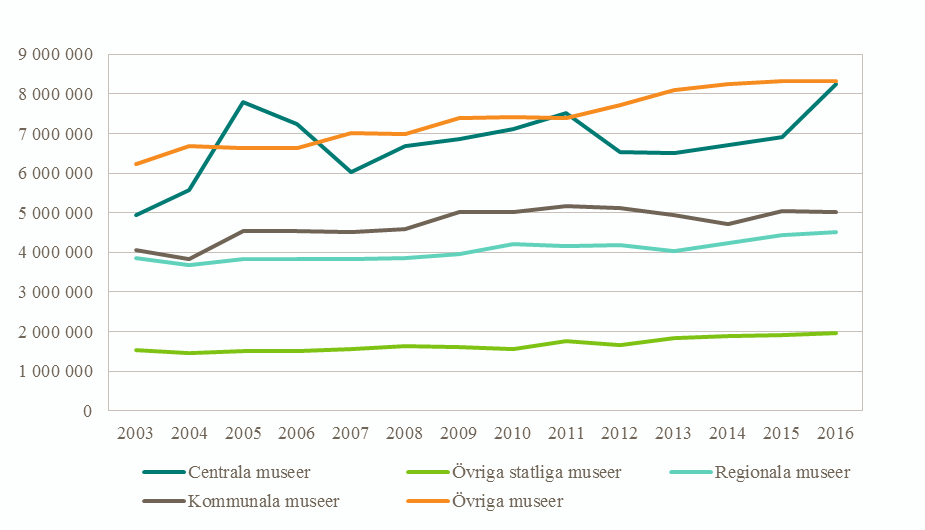 9 000 000
8 000 000
7 000 000
6 000 000
5 000 000
4 000 000
3 000 000
2 000 000
1 000 000
0
2003 2004 2005 2006 2007 2008 2009 2010 2011 2012 2013 2014 2015 2016
Centrala museer Övriga statliga museer Regionala museer
Kommunala museer Övriga museer